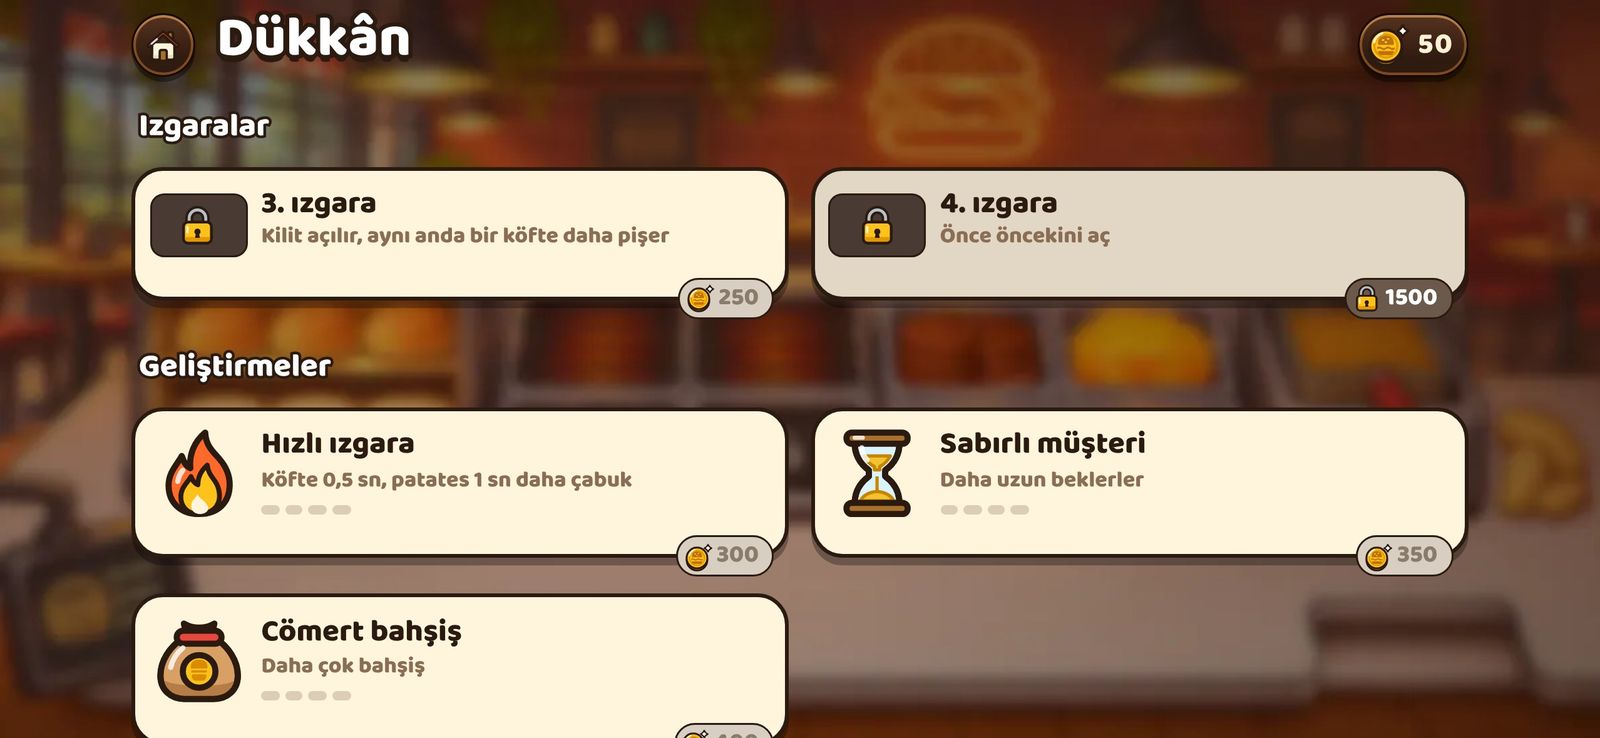 Dükkân
50
Izgaralar
3. ızgara
Kilit açılır, aynı anda bir köfte daha pişer
250
4. ızgara
Önce öncekini aç
1500
Geliştirmeler
Hızlı ızgara
Köfte 0,5 sn, patates 1 sn daha çabuk
300
Sabırlı müşteri
Daha uzun beklerler
350
Cömert bahşiş
Daha çok bahşiş